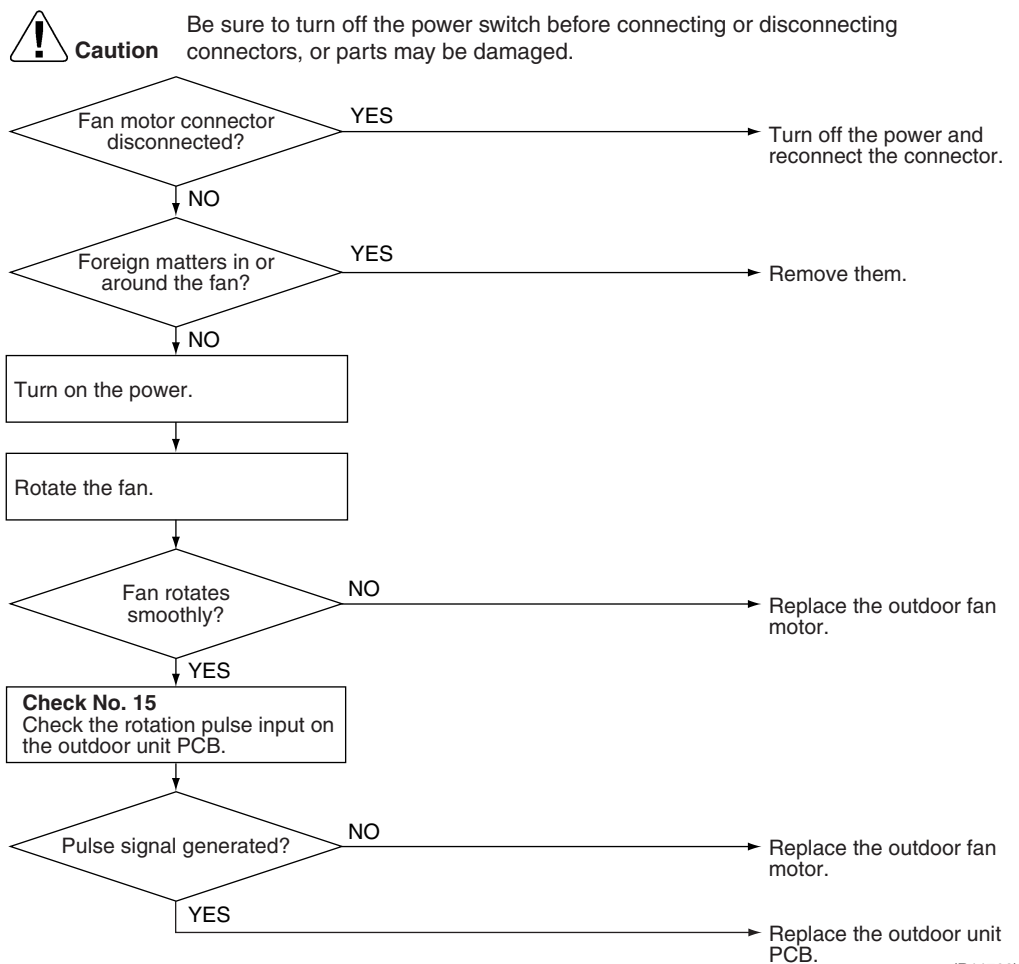 Be sure to turn off the power switch before connecting or disconnecting
Caution connectors, or parts may be damaged.
Fan motor connector
disconnected?
YES
Turn off the power and
reconnect the connector.
NO
Foreign matters in or
around the fan?
YES
Remove them.
NO
Turn on the power.
Rotate the fan.
Fan rotates
smoothly?
NO
Replace the outdoor fan
motor.
YES
Check No. 15
Check the rotation pulse input on
the outdoor unit PCB.
Pulse signal generated?
NO
Replace the outdoor fan
motor.
YES
Replace the outdoor unit
PCB.